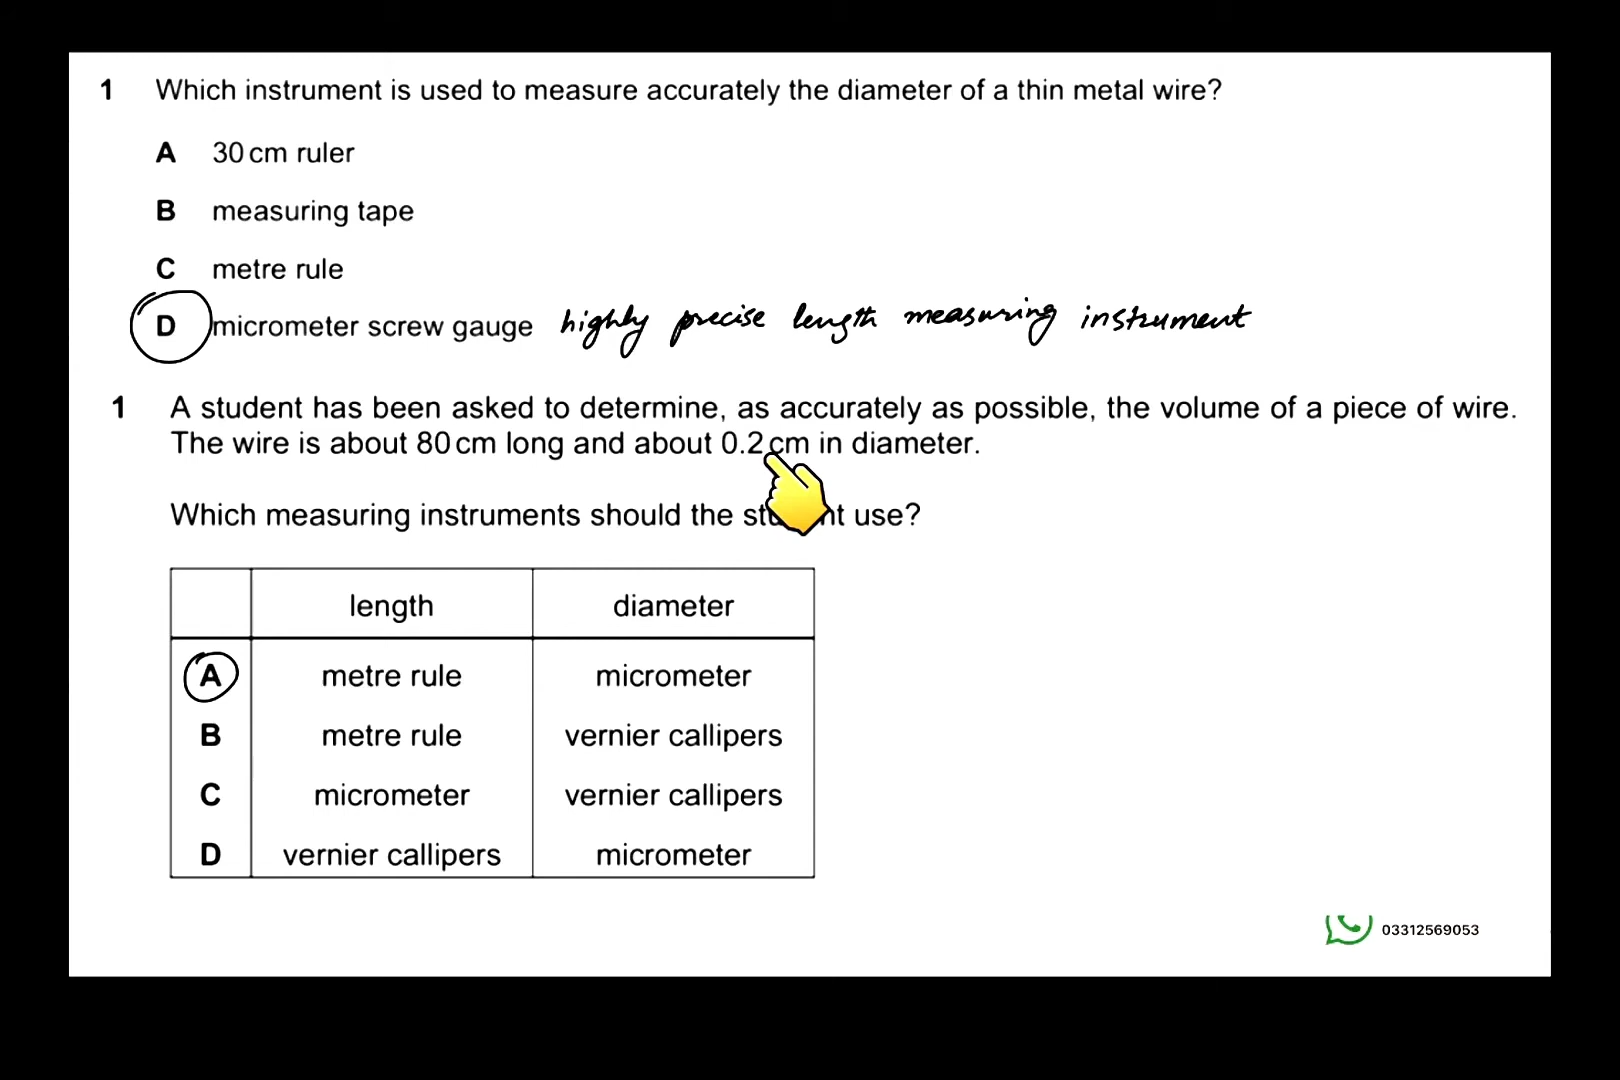 1 Which instrument is used to measure accurately the diameter of a thin metal wire?
A 30 cm ruler
B measuring tape
C metre rule
D micrometer screw gauge highly precise length measuring instrument
1 A student has been asked to determine, as accurately as possible, the volume of a piece of wire.
The wire is about 80 cm long and about 0.2 cm in diameter.
Which measuring instruments should the student use?
length diameter
A metre rule micrometer
B metre rule vernier callipers
C micrometer vernier callipers
D vernier callipers micrometer
03312569053